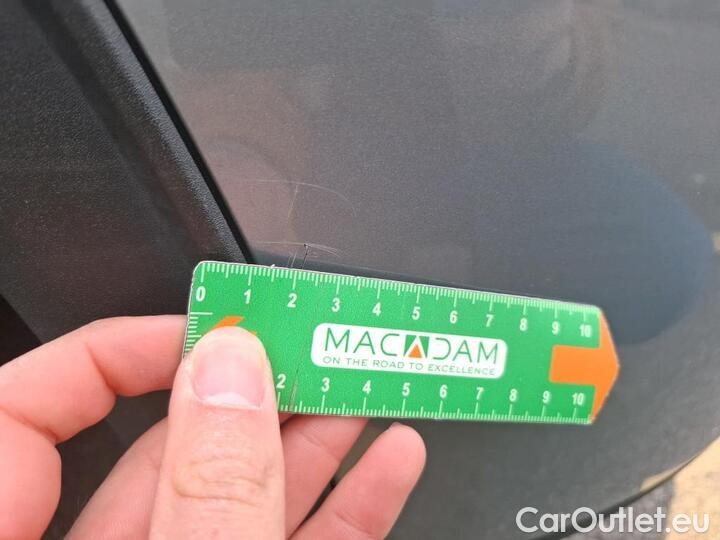 0 1 2 3 4 5 6 7 8 9 10
MACADAM
ON THE ROAD TO EXCELLENCE
2 3 4 5 6 7 8 9 10
CarOutlet.eu